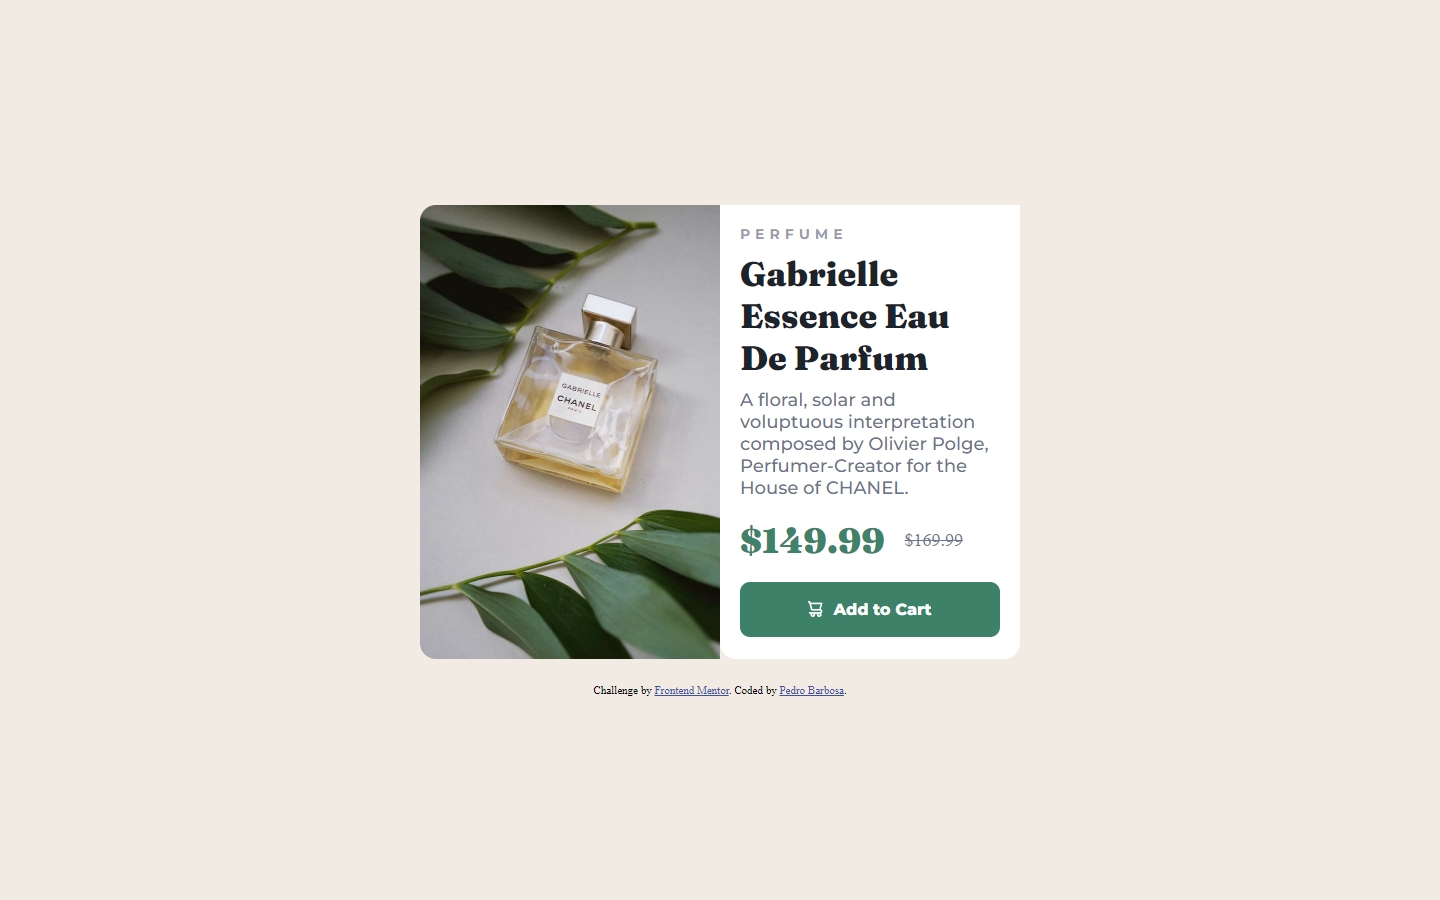 GABRIELLE
CHANEL
PARIS
PERFUME
Gabrielle
Essence Eau
De Parfum
A floral, solar and
voluptuous interpretation
composed by Olivier Polge,
Perfumer-Creator for the
House of CHANEL.
$149.99 $169.99
Add to Cart
Challenge by Frontend Mentor. Coded by Pedro Barbosa.